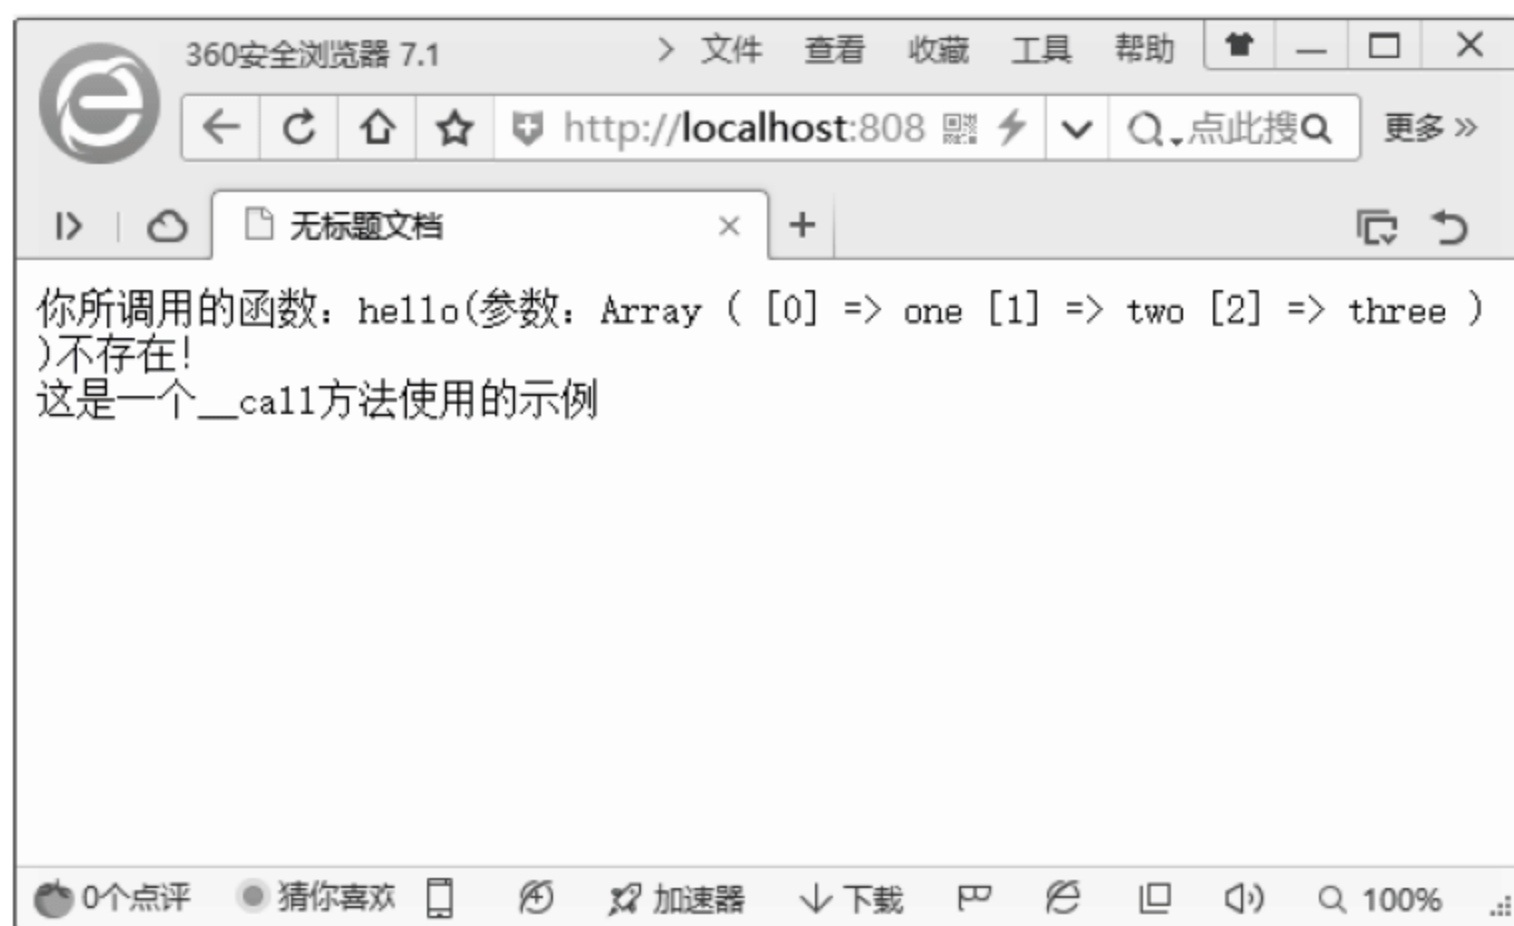 360安全浏览器 7.1
文件 查看 收藏 工具 帮助
http://localhost:808
点此搜
更多
无标题文档
你所调用的函数：hello(参数：Array ( [0] => one [1] => two [2] => three )
)不存在!
这是一个__call方法使用的示例
0个点评 猜你喜欢 加速器 下载 100%